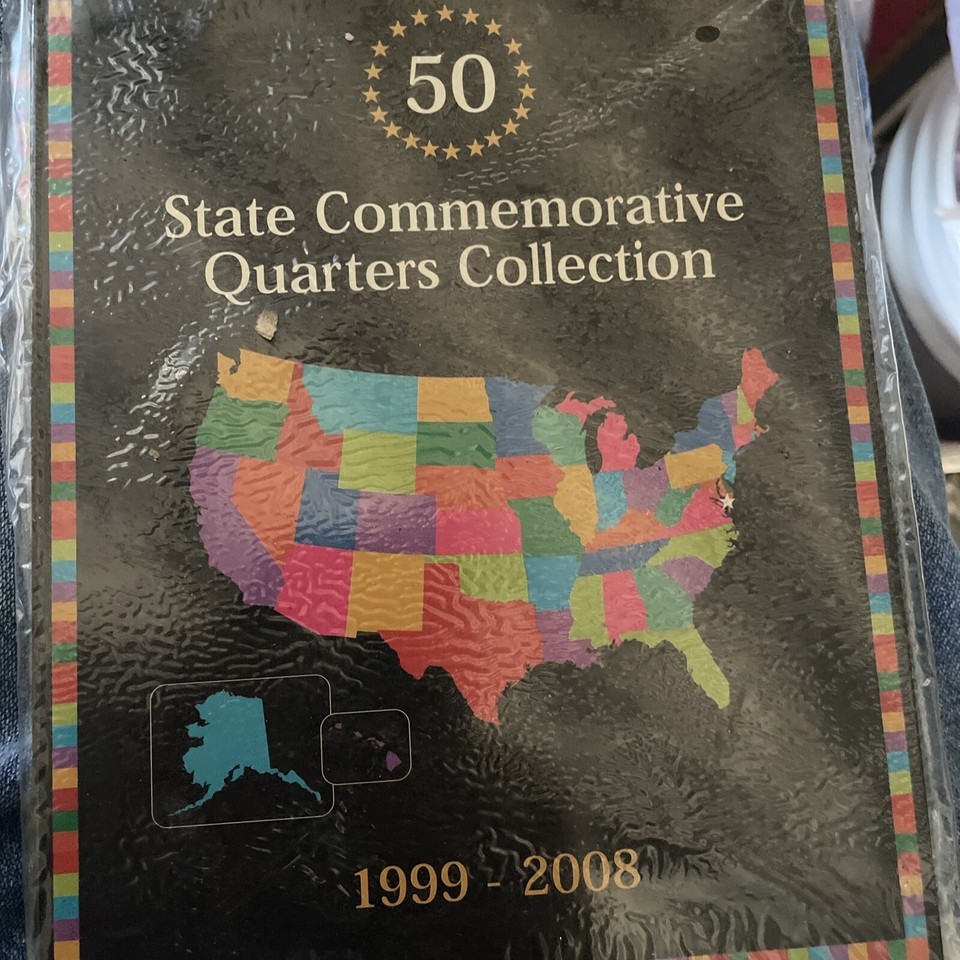 50
State Commemorative
Quarters Collection
1999 - 2008